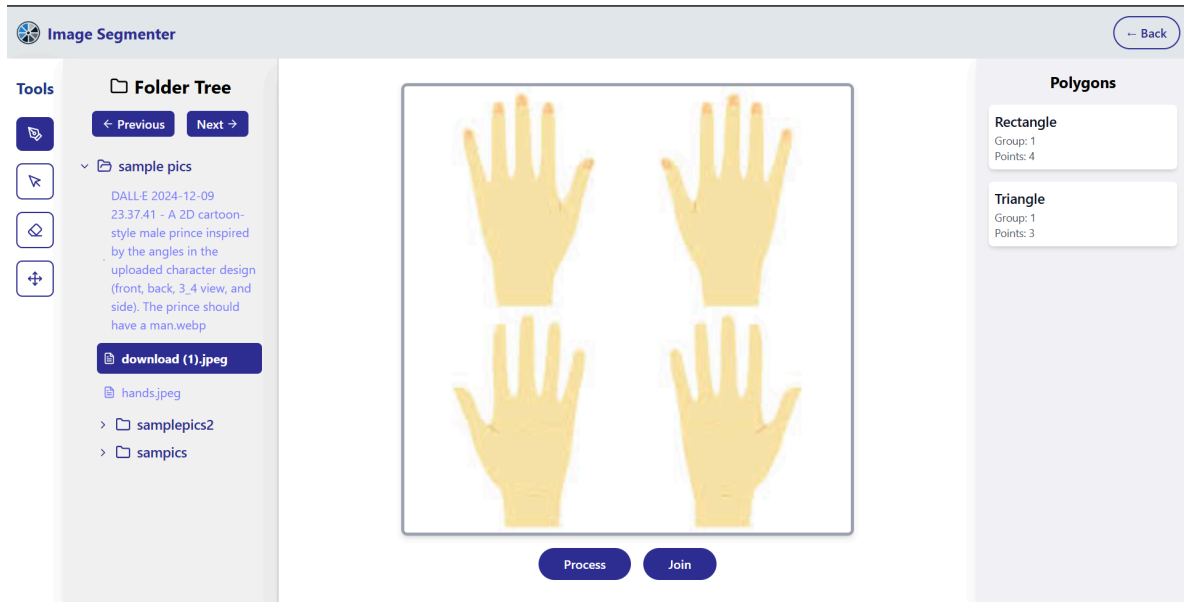 Image Segmenter
← Back
Tools
Folder Tree
← Previous
Next →
sample pics
DALL·E 2024-12-09
23.37.41 - A 2D cartoon-
style male prince inspired
by the angles in the
uploaded character design
(front, back, 3_4 view, and
side). The prince should
have a man.webp
download (1).jpeg
hands.jpeg
samplepics2
sampics
Process
Join
Polygons
Rectangle
Group: 1
Points: 4
Triangle
Group: 1
Points: 3